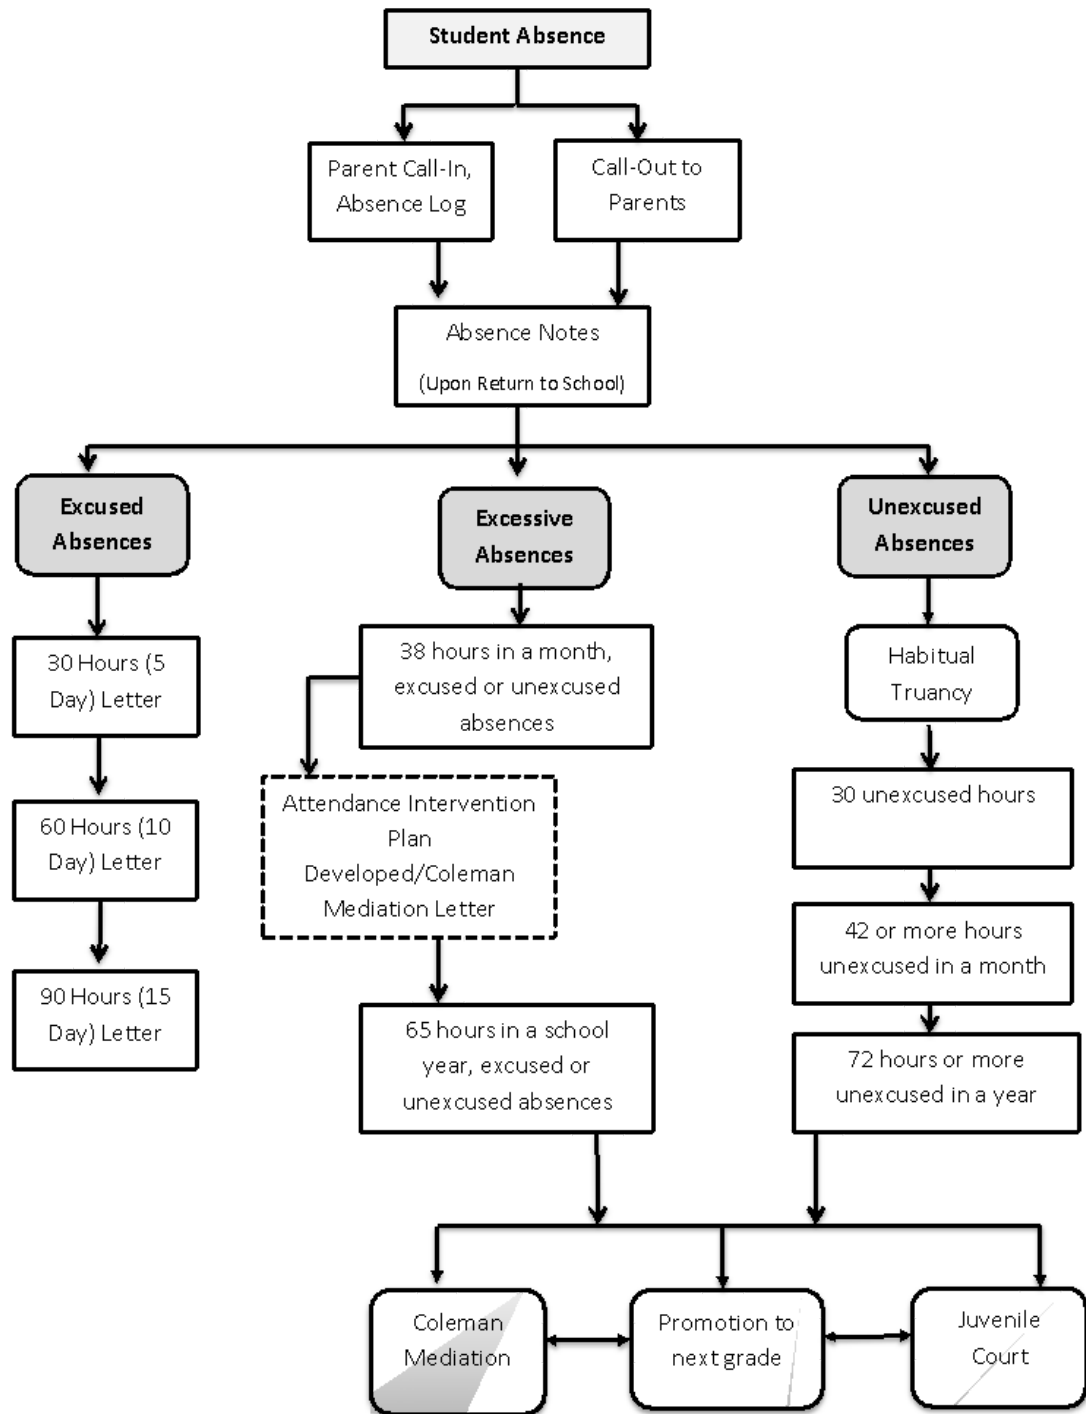 Student Absence
Parent Call-In,
Absence Log
Call-Out to
Parents
Absence Notes
(Upon Return to School)
Excused
Absences
Excessive
Absences
Unexcused
Absences
30 Hours (5
Day) Letter
38 hours in a month,
excused or unexcused
absences
Habitual
Truancy
60 Hours (10
Day) Letter
Attendance Intervention
Plan
Developed/Coleman
Mediation Letter
30 unexcused hours
42 or more hours
unexcused in a month
90 Hours (15
Day) Letter
65 hours in a school
year, excused or
unexcused absences
72 hours or more
unexcused in a year
Coleman
Mediation
Promotion to
next grade
Juvenile
Court